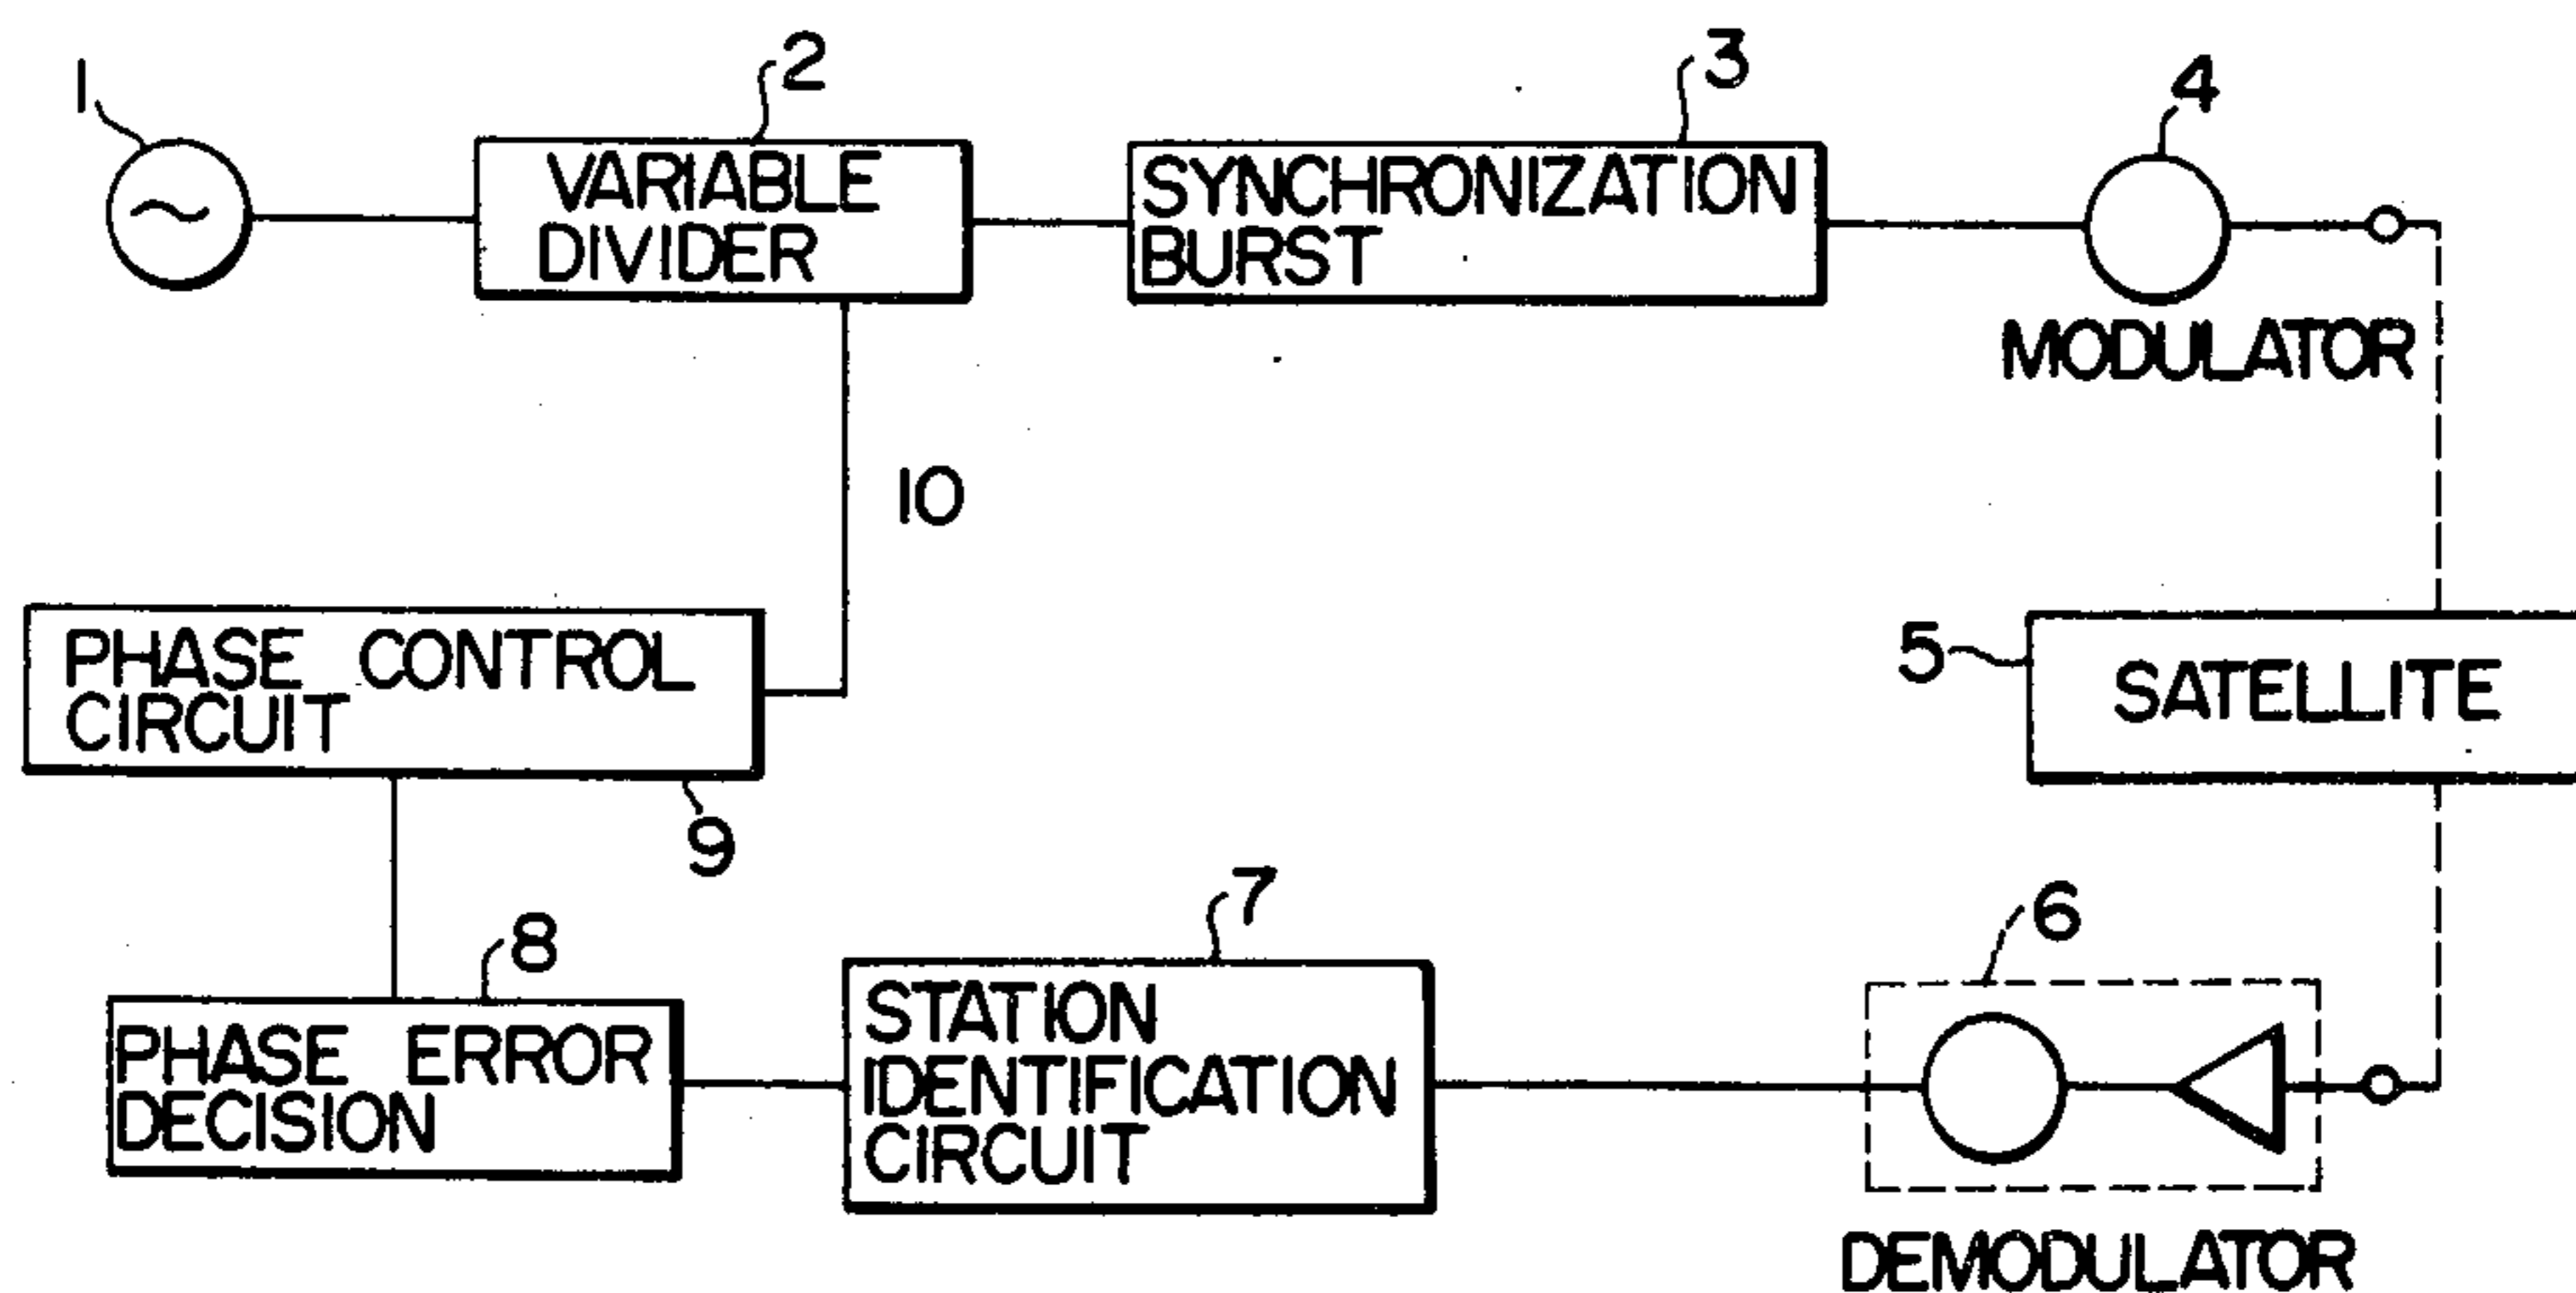 1
2
3
4
VARIABLE
DIVIDER
SYNCHRONIZATION
BURST
MODULATOR
10
PHASE CONTROL
CIRCUIT
5
SATELLITE
9
8
7
6
PHASE ERROR
DECISION
STATION
IDENTIFICATION
CIRCUIT
DEMODULATOR